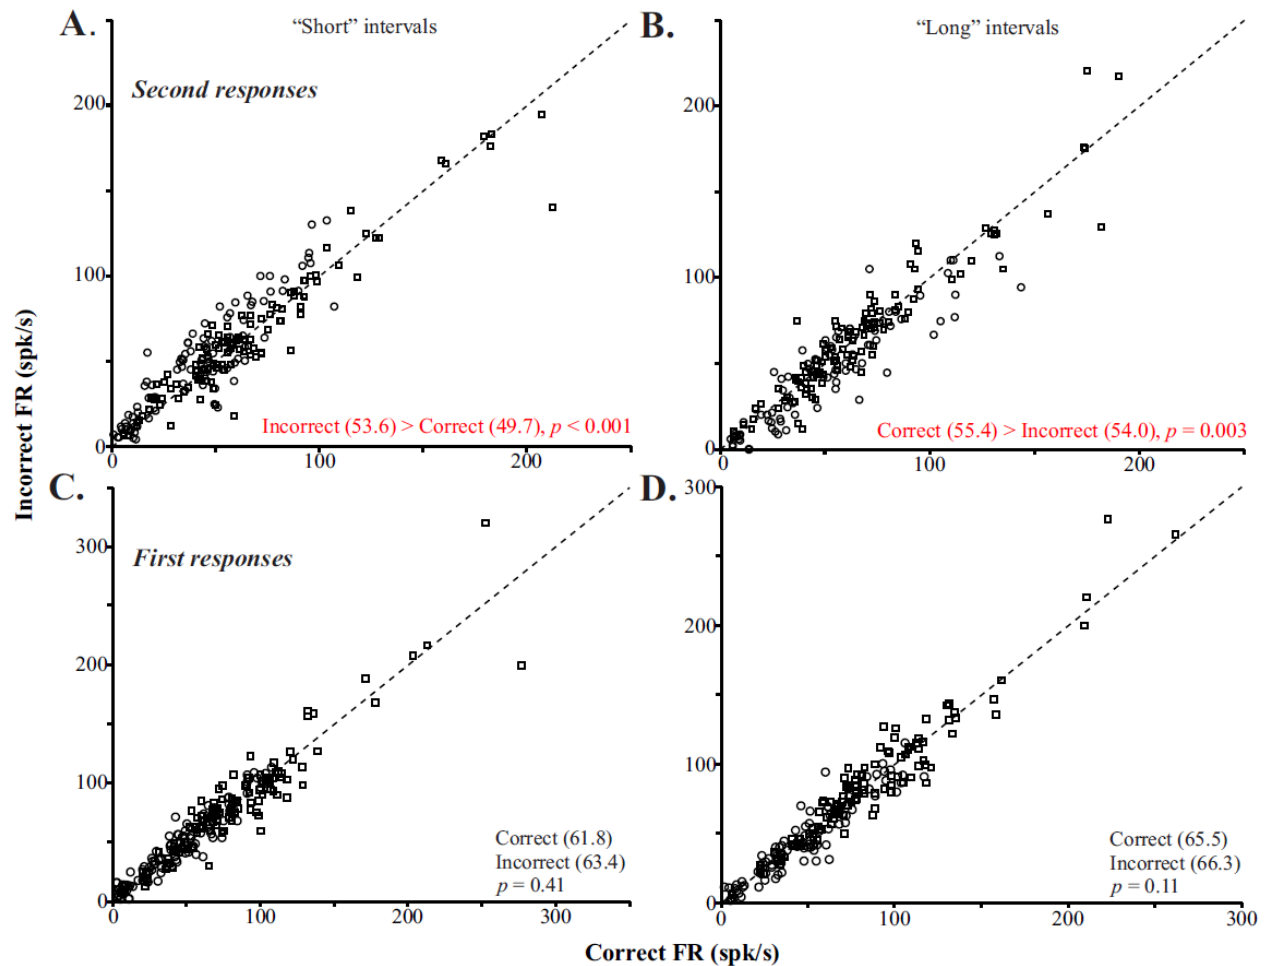 A.
"Short" intervals
B.
"Long" intervals
Second responses
200
100
0
0
100
200
Incorrect (53.6) > Correct (49.7), p < 0.001
200
100
0
0
100
200
Correct (55.4) > Incorrect (54.0), p = 0.003
Incorrect FR (spk/s)
C.
First responses
300
200
100
0
0
100
200
300
Correct (61.8)
Incorrect (63.4)
p = 0.41
D.
300
200
100
0
0
100
200
300
Correct (65.5)
Incorrect (66.3)
p = 0.11
Correct FR (spk/s)